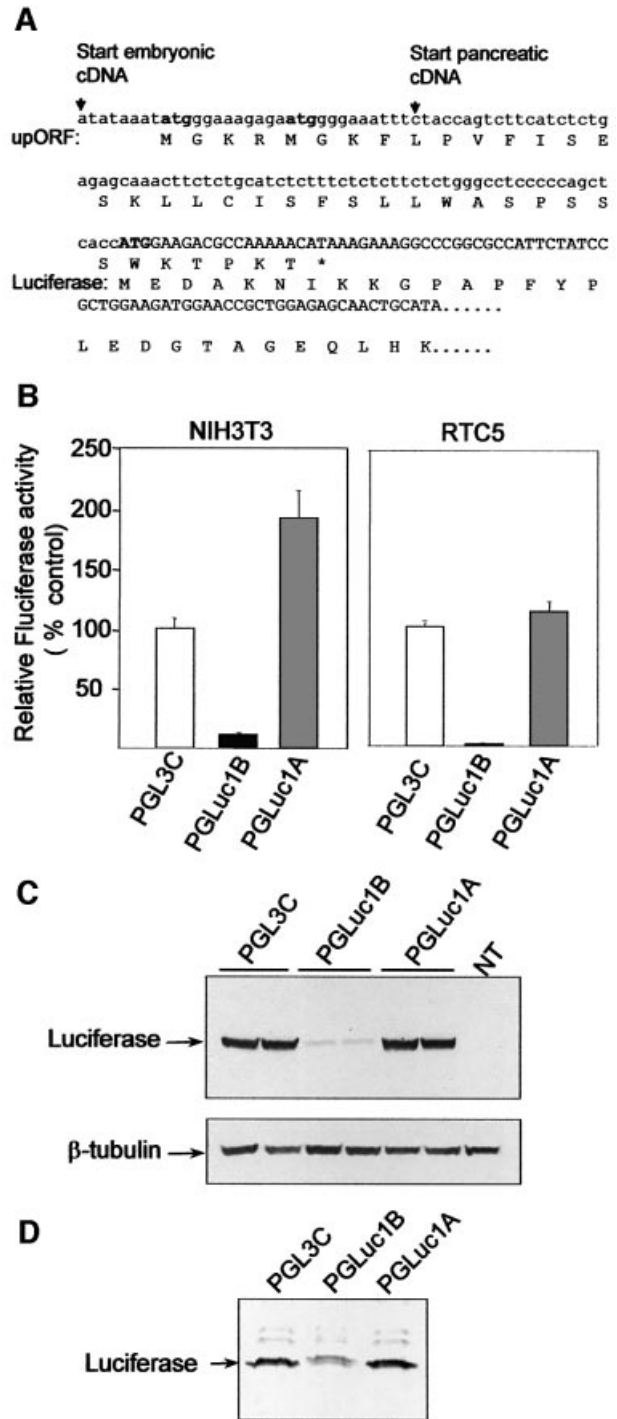 A
Start embryonic
cDNA
Start pancreatic
cDNA
atataaatatgggaaagagaatggggaaatttctaccagtcttcatctctg
upORF: M G K R M G K F L P V F I S E
agagcaaacttctctgcatctctttctctcttctctgggcctcccccagct
S K L L C I S F S L L W A S P S S
caccATGGAAGACGCCAAAAACATAAAGAAAGGCCCGGCGCCATTCTATCC
S W K T P K T *
Luciferase: M E D A K N I K K G P A P F Y P
GCTGGAAGATGGAACCGCTGGAGAGCAACTGCATA......
L E D G T A G E Q L H K......
B
NIH3T3
RTC5
Relative Fluciferase activity
( % control)
250
200
150
100
50
PGL3C
PGLuc1B
PGLuc1A
PGL3C
PGLuc1B
PGLuc1A
C
PGL3C
PGLuc1B
PGLuc1A
NT
Luciferase
β-tubulin
D
PGL3C
PGLuc1B
PGLuc1A
Luciferase